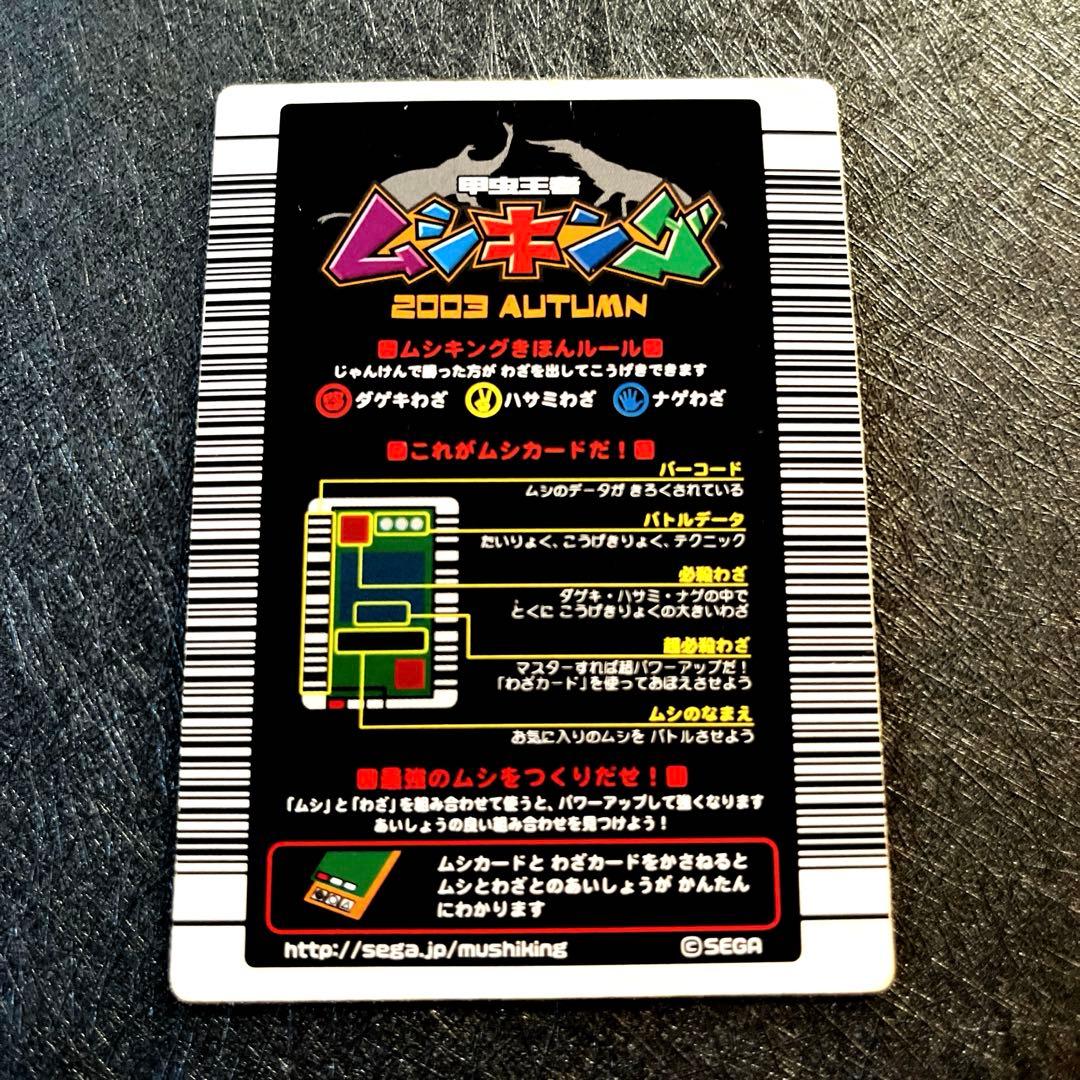 甲虫王者
ムシキング
2003 AUTUMN
ムシキングきほんルール
じゃんけんで勝った方が わざを出してこうげきできます
ダゲキわざ ハサミわざ ナゲわざ
これがムシカードだ！
バーコード
ムシのデータが きろくされている
バトルデータ
たいりょく、こうげきりょく、テクニック
必殺わざ
ダゲキ・ハサミ・ナゲの中で
とくに こうげきりょくの大きいわざ
超必殺わざ
マスターすれば超パワーアップだ！
「わざカード」を使っておぼえさせよう
ムシのなまえ
お気に入りのムシを バトルさせよう
最強のムシをつくりだせ！
「ムシ」と「わざ」を組み合わせて使うと、パワーアップして強くなります
あいしょうの良い組み合わせを見つけよう！
ムシカードと わざカードをかさねると
ムシとわざとのあいしょうが かんたん
にわかります
http://sega.jp/mushiking
©SEGA